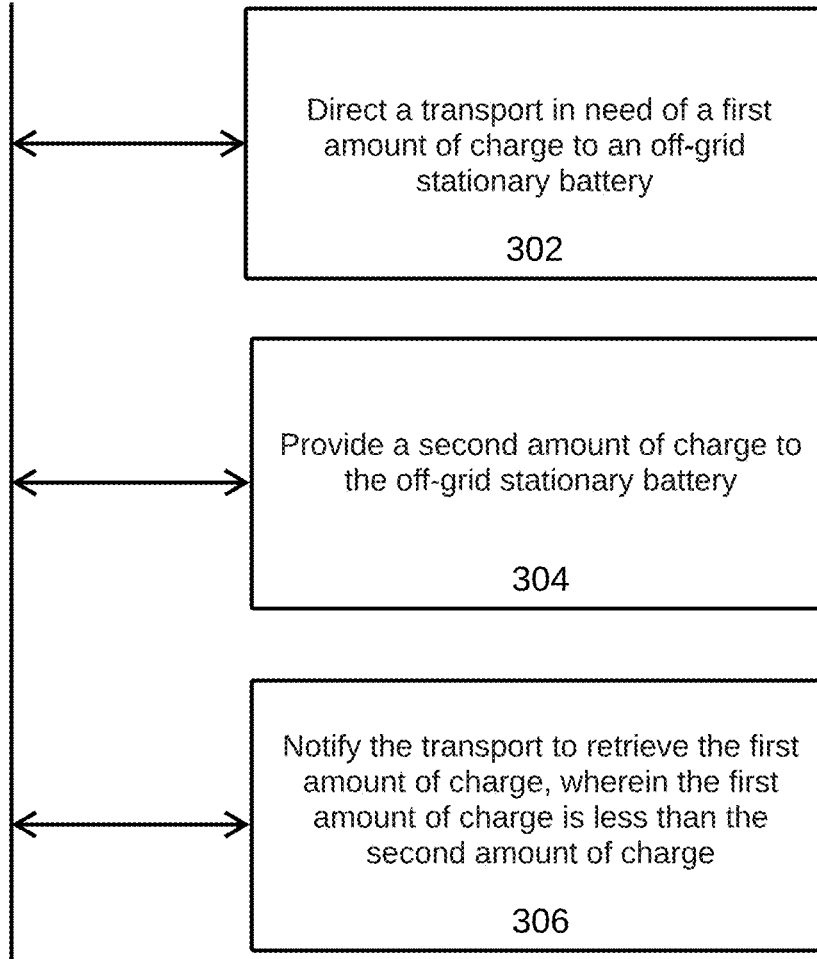 Direct a transport in need of a first
amount of charge to an off-grid
stationary battery
302
Provide a second amount of charge to
the off-grid stationary battery
304
Notify the transport to retrieve the first
amount of charge, wherein the first
amount of charge is less than the
second amount of charge
306